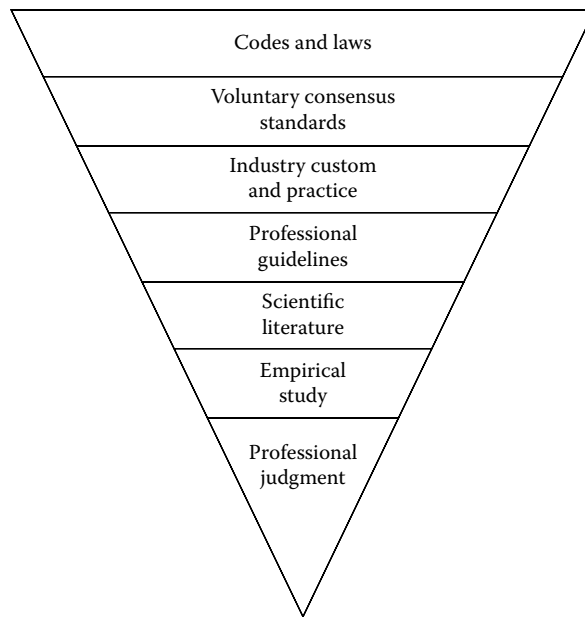 Codes and laws
Voluntary consensus
standards
Industry custom
and practice
Professional
guidelines
Scientific
literature
Empirical
study
Professional
judgment